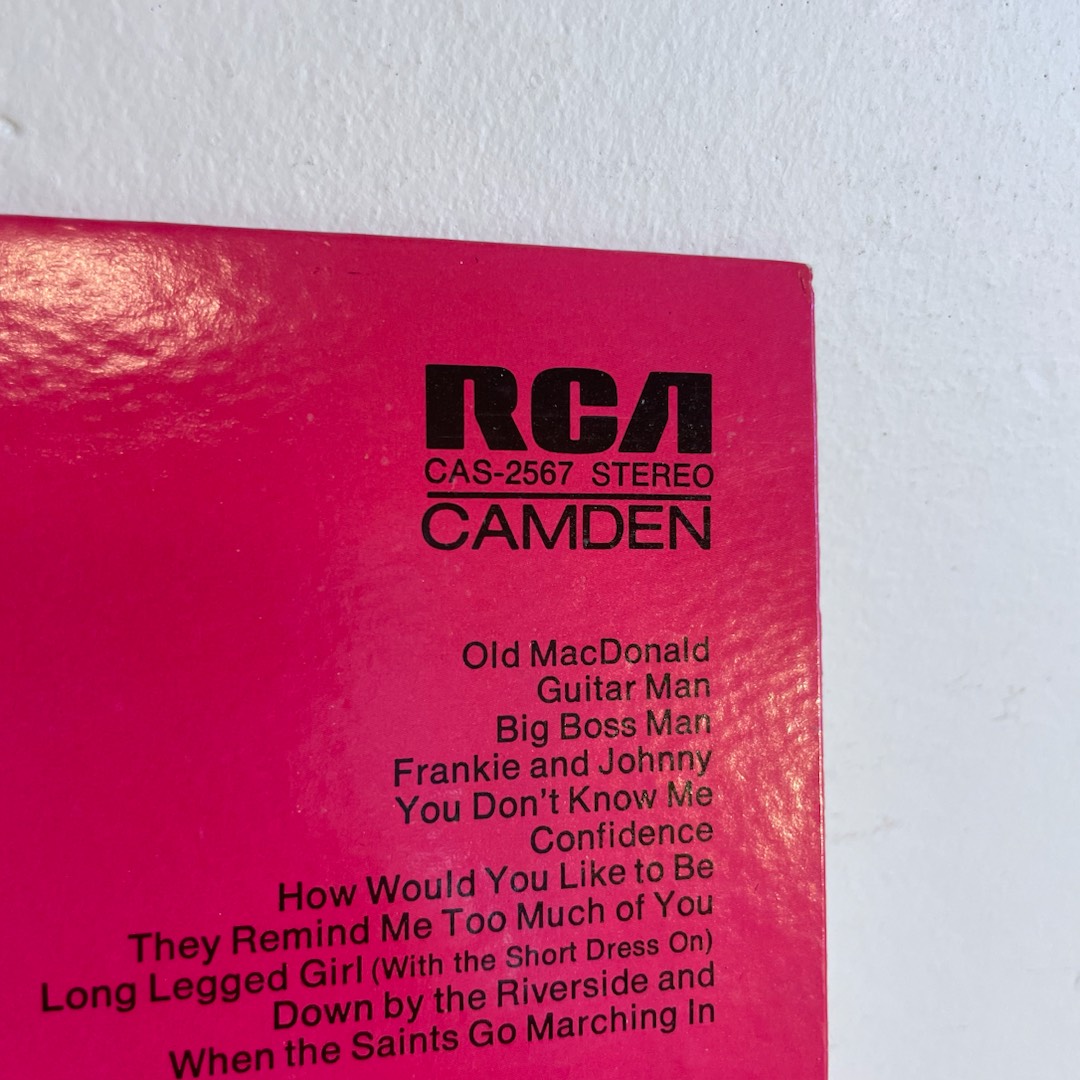 RCA
CAS-2567 STEREO
CAMDEN
Old MacDonald
Guitar Man
Big Boss Man
Frankie and Johnny
You Don't Know Me
Confidence
How Would You Like to Be
They Remind Me Too Much of You
Long Legged Girl (With the Short Dress On)
Down by the Riverside and
When the Saints Go Marching In